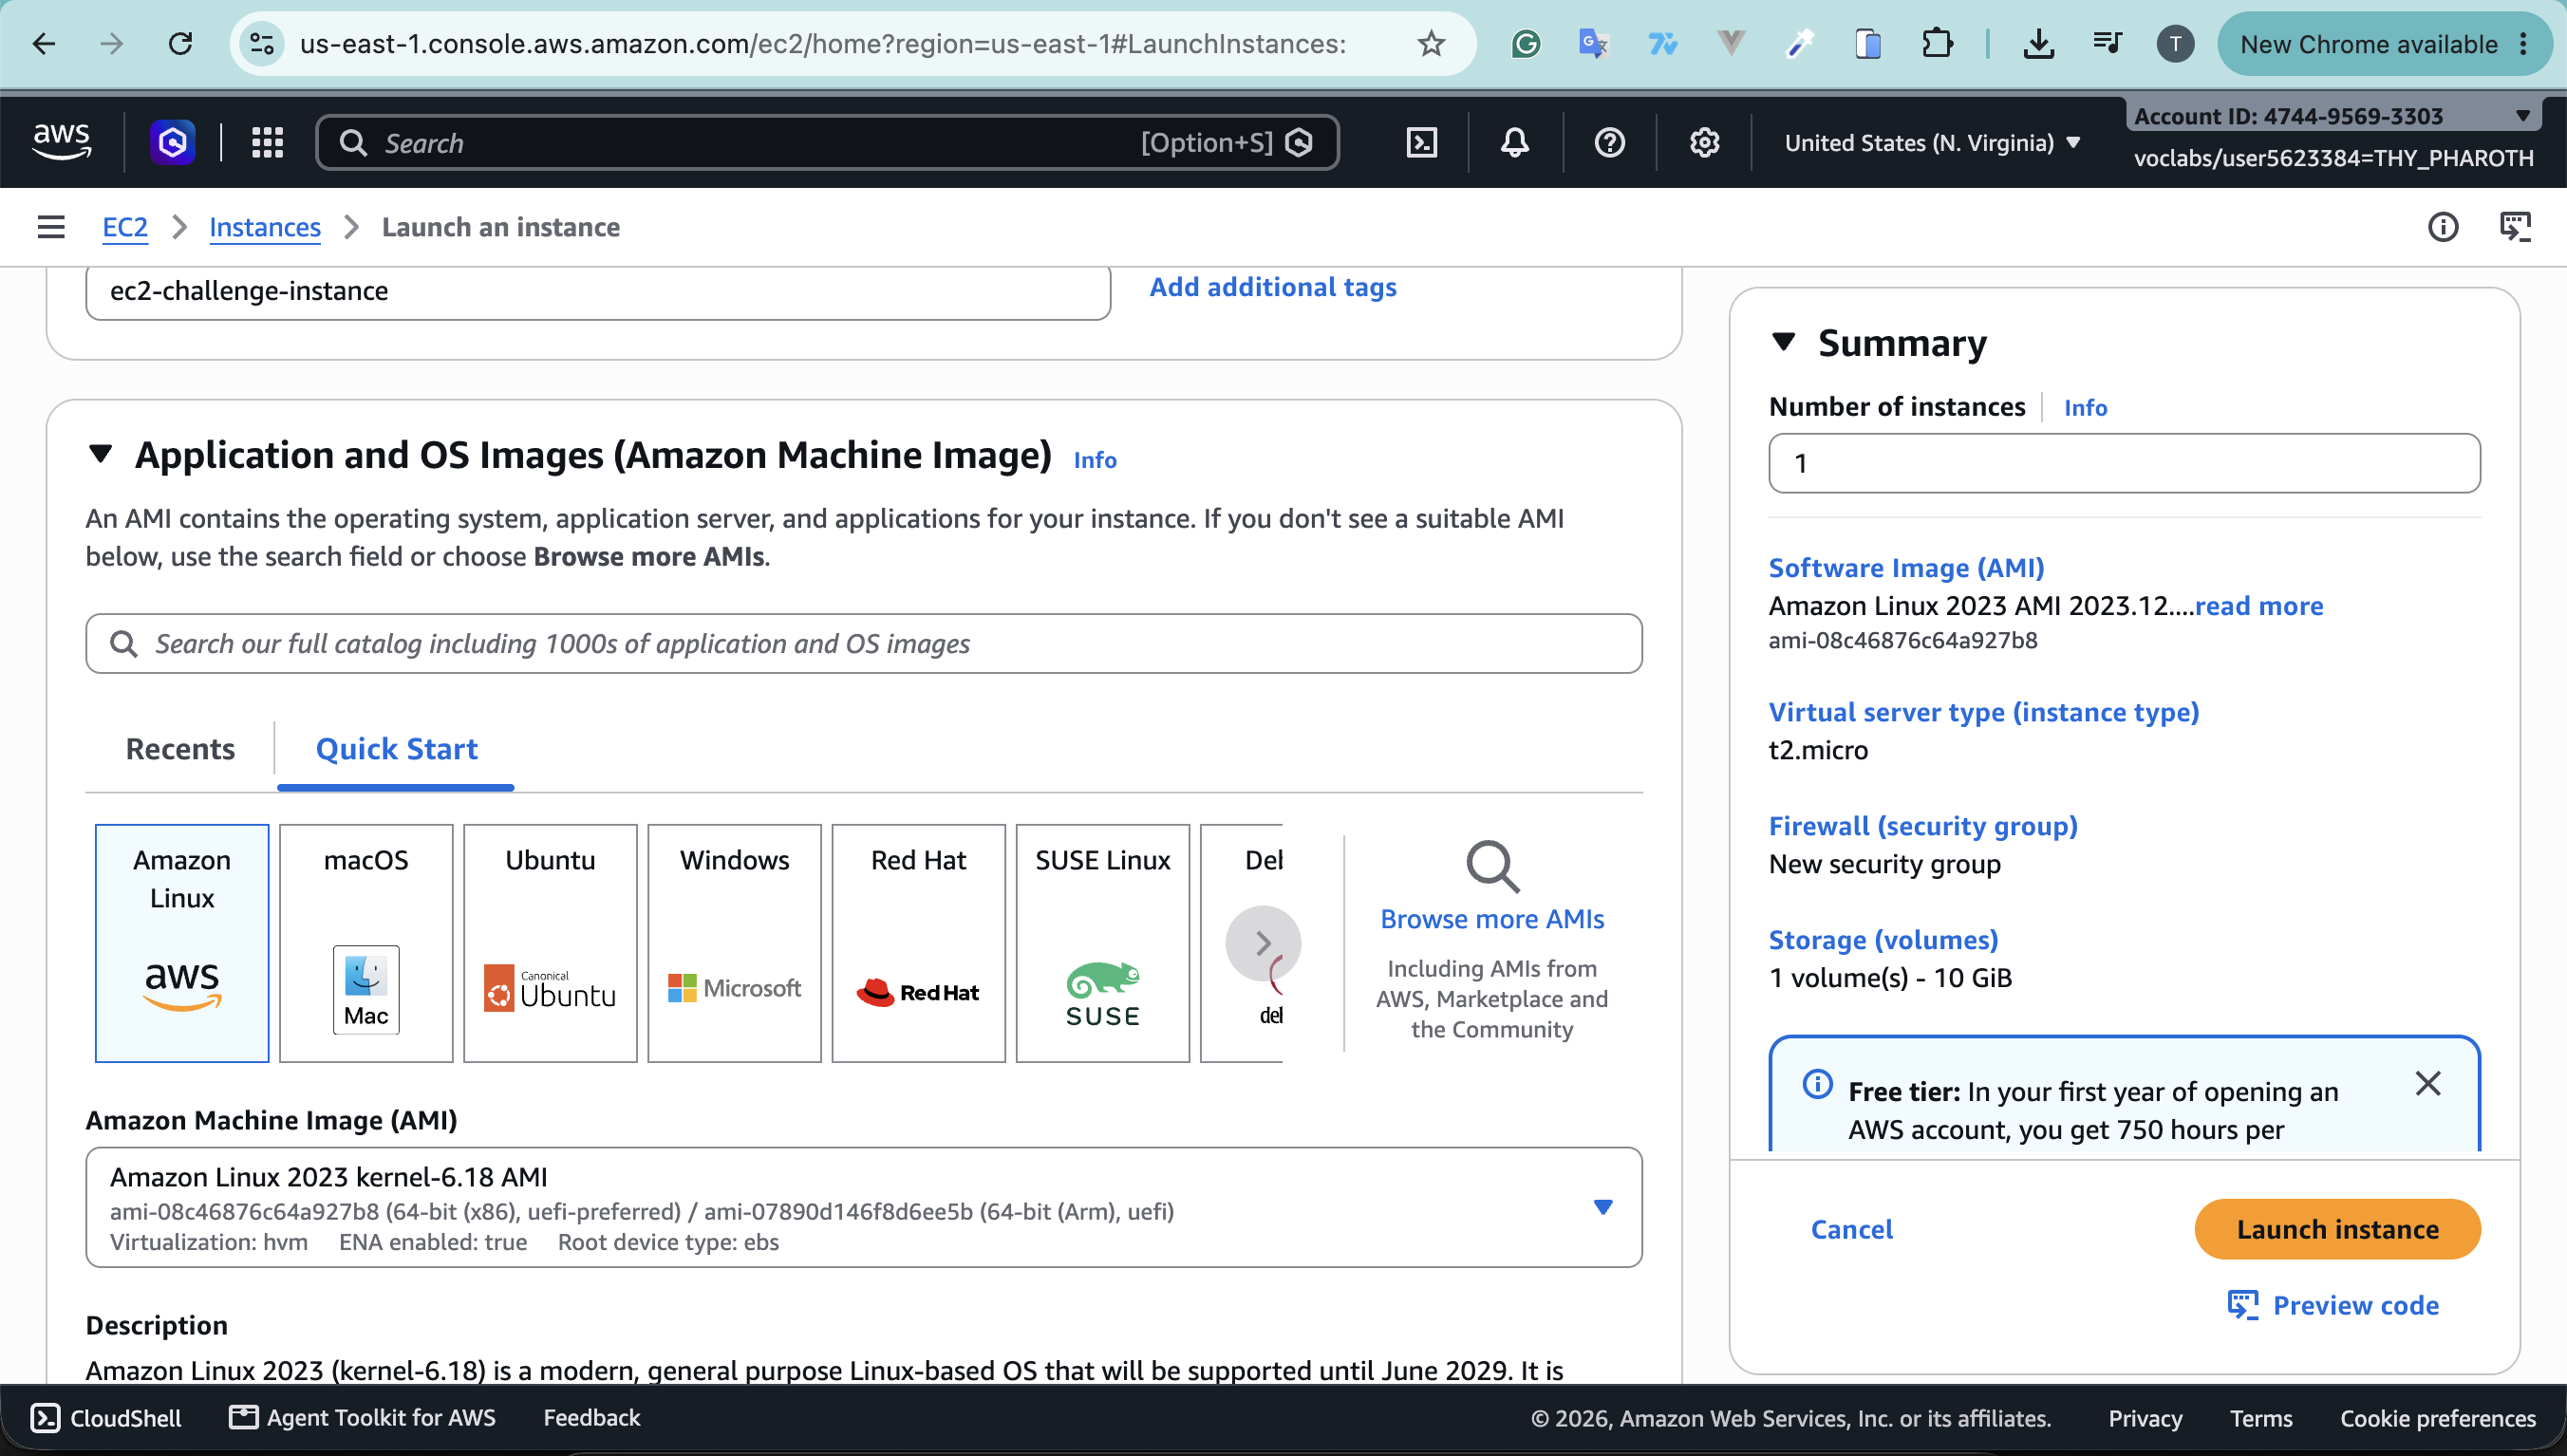 us-east-1.console.aws.amazon.com/ec2/home?region=us-east-1#LaunchInstances:
T
New Chrome available
aws
Search
[Option+S]
United States (N. Virginia)
Account ID: 4744-9569-3303
voclabs/user5623384=THY_PHAROTH
EC2
Instances
Launch an instance
ec2-challenge-instance
Add additional tags
Application and OS Images (Amazon Machine Image)
Info
An AMI contains the operating system, application server, and applications for your instance. If you don't see a suitable AMI
below, use the search field or choose Browse more AMIs.
Search our full catalog including 1000s of application and OS images
Recents
Quick Start
Amazon
Linux
aws
macOS
Mac
Ubuntu
Canonical
Ubuntu
Windows
Microsoft
Red Hat
Red Hat
SUSE Linux
SUSE
Browse more AMIs
Including AMIs from
AWS, Marketplace and
the Community
Amazon Machine Image (AMI)
Amazon Linux 2023 kernel-6.18 AMI
ami-08c46876c64a927b8 (64-bit (x86), uefi-preferred) / ami-07890d146f8d6ee5b (64-bit (Arm), uefi)
Virtualization: hvm ENA enabled: true Root device type: ebs
Description
Amazon Linux 2023 (kernel-6.18) is a modern, general purpose Linux-based OS that will be supported until June 2029. It is
Summary
Number of instances
Info
1
Software Image (AMI)
Amazon Linux 2023 AMI 2023.12....read more
ami-08c46876c64a927b8
Virtual server type (instance type)
t2.micro
Firewall (security group)
New security group
Storage (volumes)
1 volume(s) - 10 GiB
Free tier: In your first year of opening an
AWS account, you get 750 hours per
Cancel
Launch instance
Preview code
CloudShell
Agent Toolkit for AWS
Feedback
© 2026, Amazon Web Services, Inc. or its affiliates.
Privacy
Terms
Cookie preferences